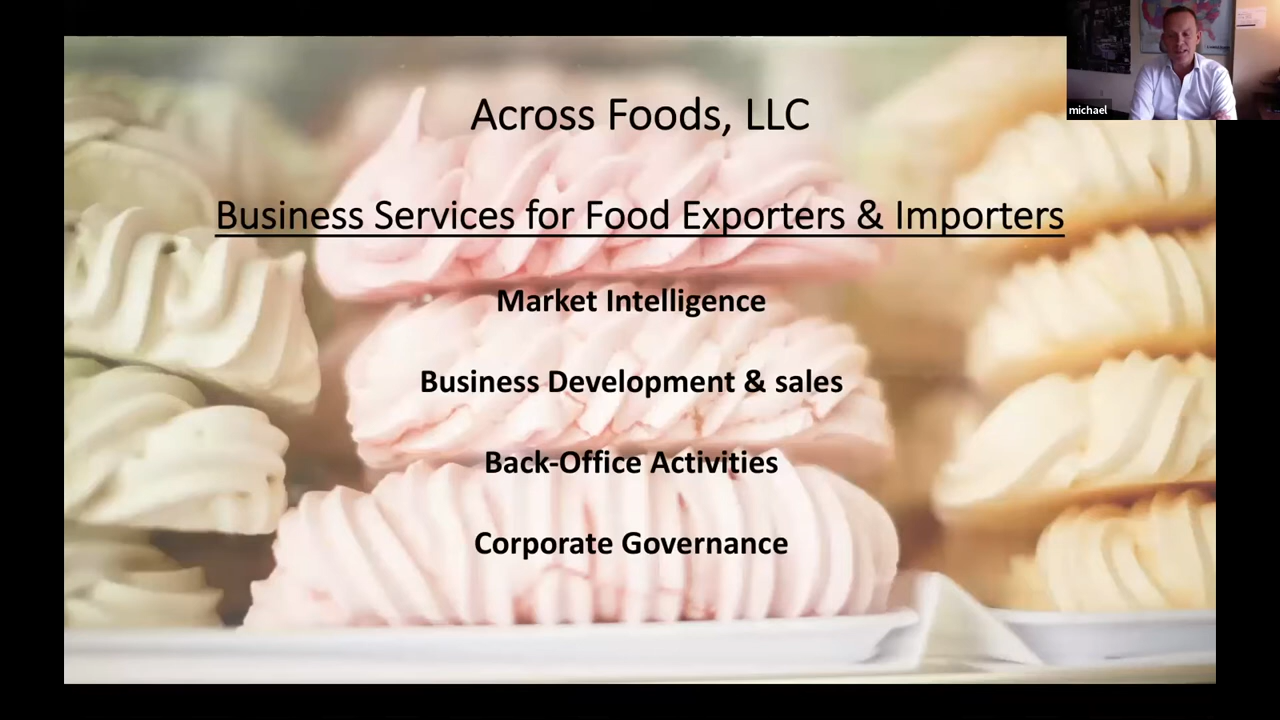 Across Foods, LLC
Business Services for Food Exporters & Importers
Market Intelligence
Business Development & sales
Back-Office Activities
Corporate Governance
michael